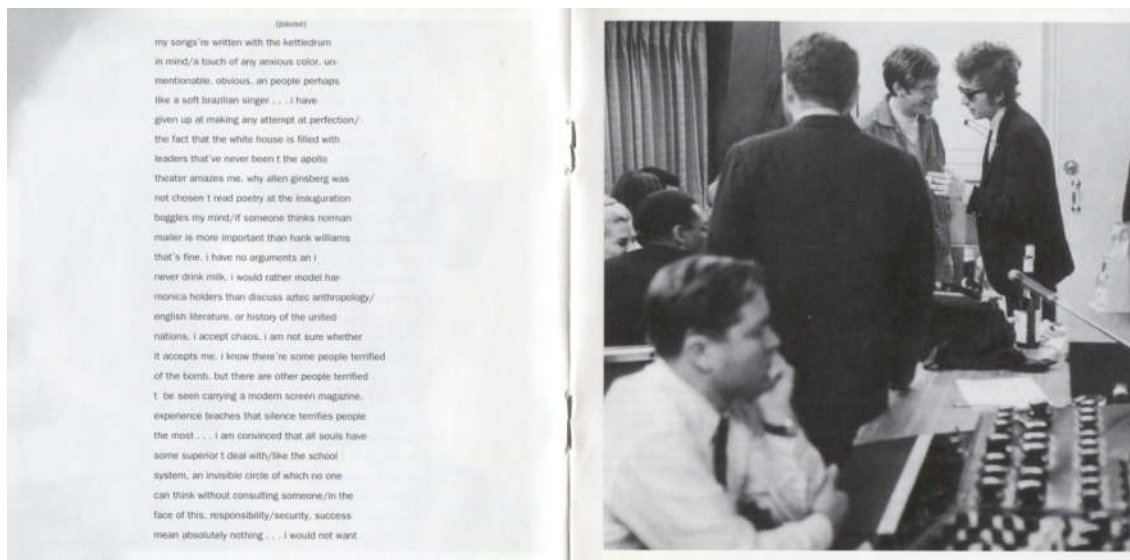 (pause)
my songs're written with the kettledrum
in mind/a touch of any anxious color. un-
mentionable. obvious. an people perhaps
like a soft brazilian singer . . . i have
given up at making any attempt at perfection/
the fact that the white house is filled with
leaders that've never been t the apollo
theater amazes me. why allen ginsberg was
not chosen t read poetry at the inauguration
boggles my mind/if someone thinks norman
mailer is more important than hank williams
that's fine. i have no arguments an i
never drink milk. i would rather model har-
monica holders than discuss aztec anthropology/
english literature. or history of the united
nations. i accept chaos. i am not sure whether
it accepts me. i know there're some people terrified
of the bomb. but there are other people terrified
t be seen carrying a modern screen magazine.
experience teaches that silence terrifies people
the most . . . i am convinced that all souls have
some superior t deal with/like the school
system, an invisible circle of which no one
can think without consulting someone/in the
face of this, responsibility/security, success
mean absolutely nothing . . . i would not want